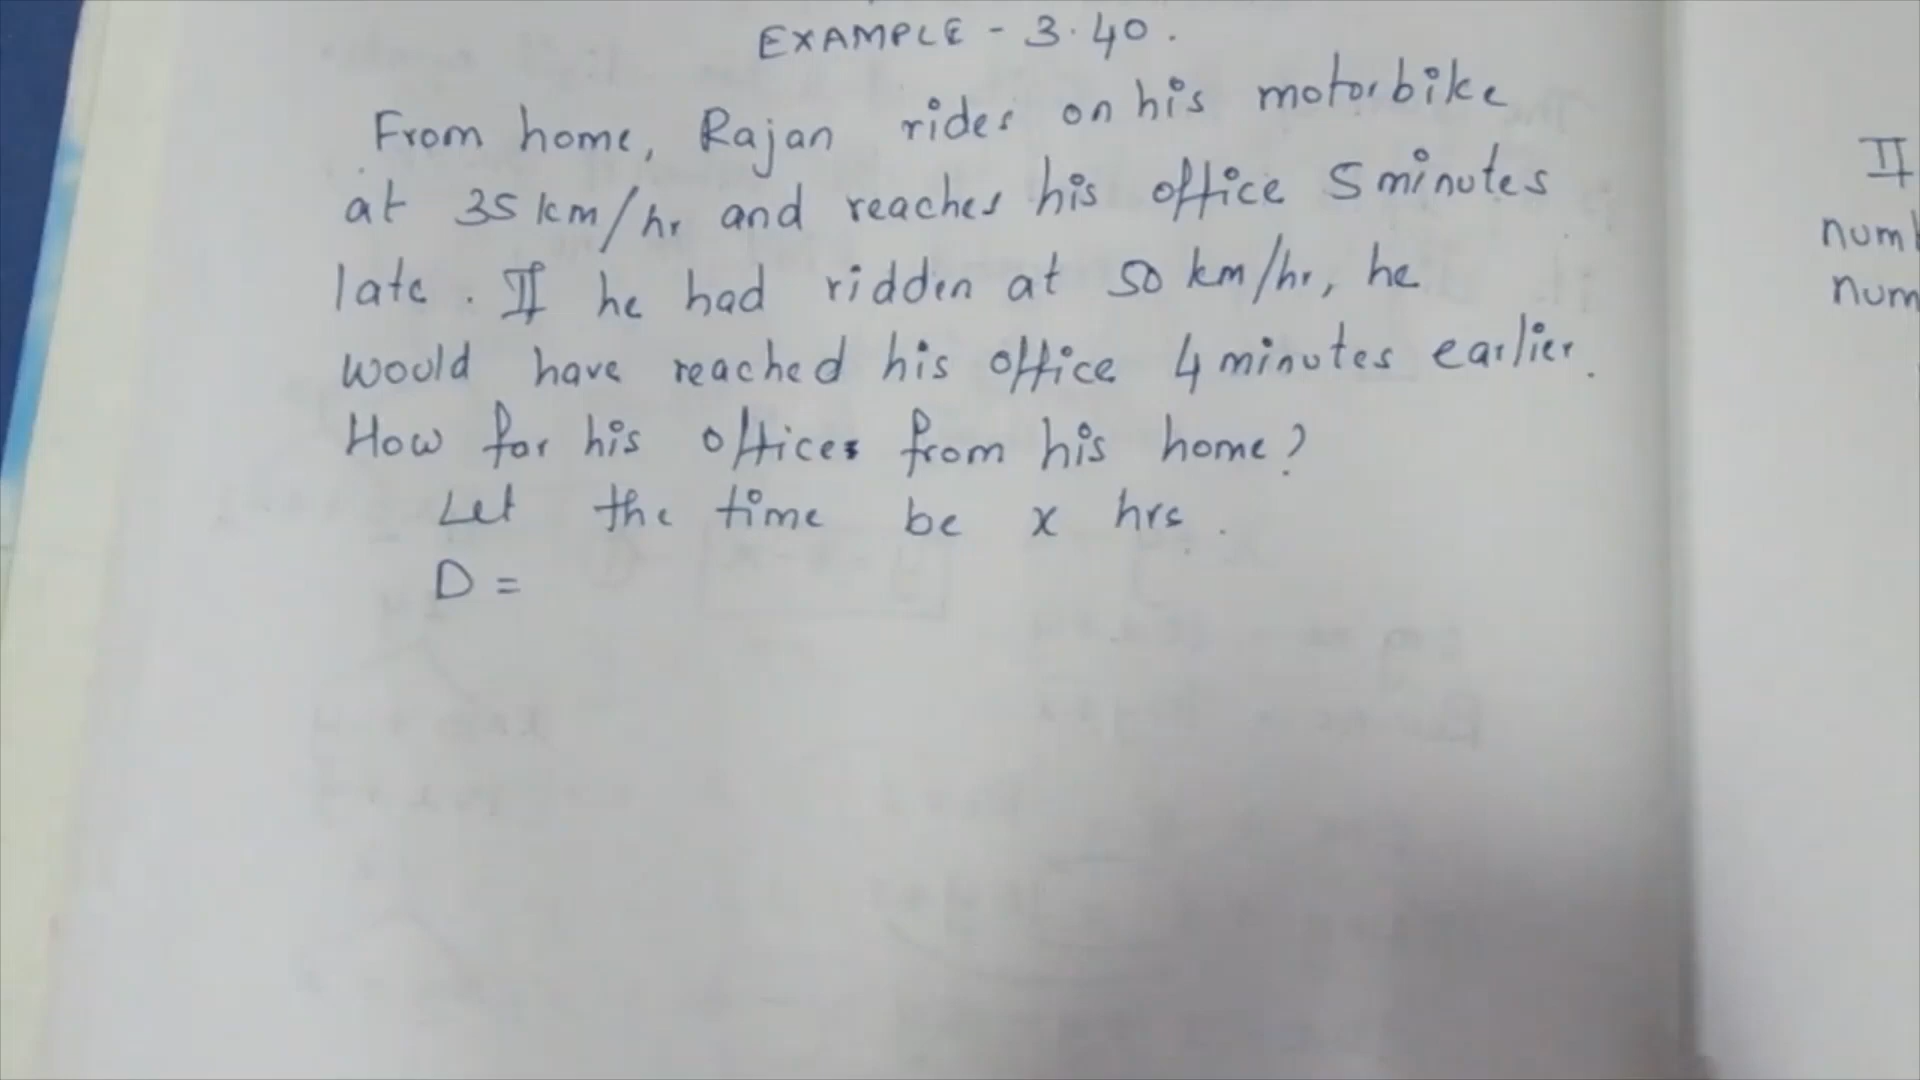 EXAMPLE - 3.40.
From home, Rajan rides on his motorbike
at 35 km/hr and reaches his office 5 minutes
late. If he had ridden at 50 km/hr, he
would have reached his office 4 minutes earlier.
How far his offices from his home?
Let the time be x hrs.
D =
II
num
num